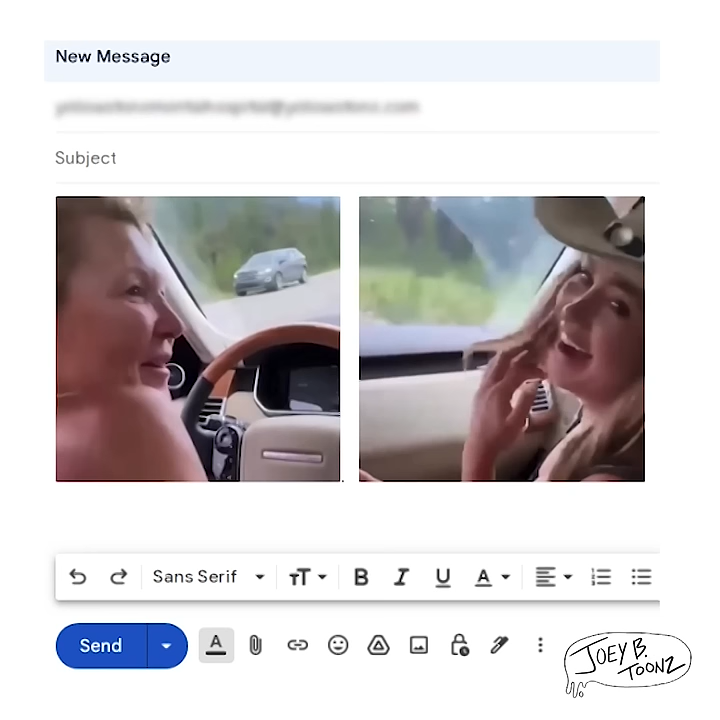 New Message
Subject
Sans Serif
B I U A
Send A
JOEY B.
TOONZ